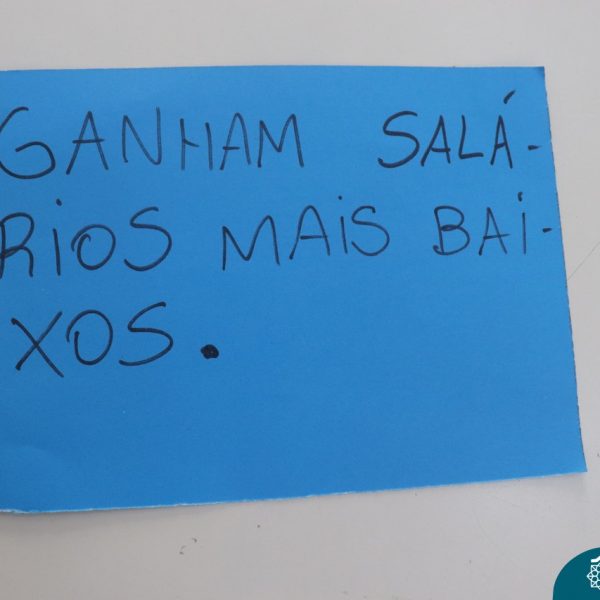 GANHAM SALÁ-
RIOS MAIS BAI-
XOS.